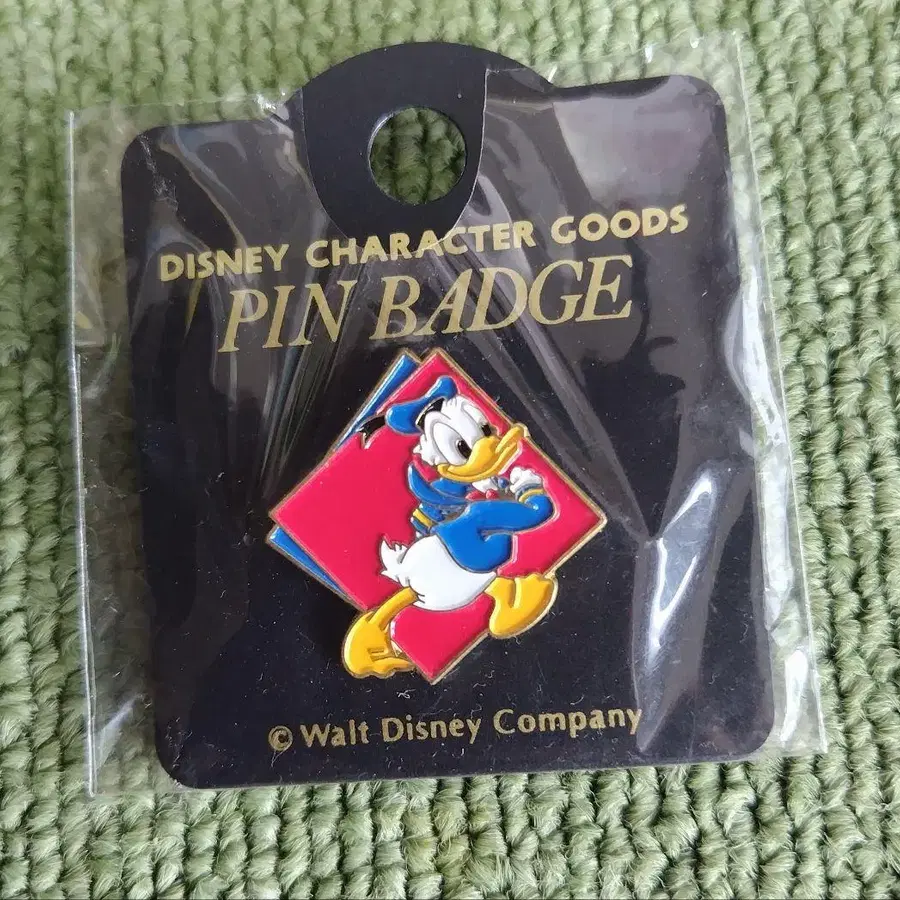 DISNEY CHARACTER GOODS
PIN BADGE
© Walt Disney Company